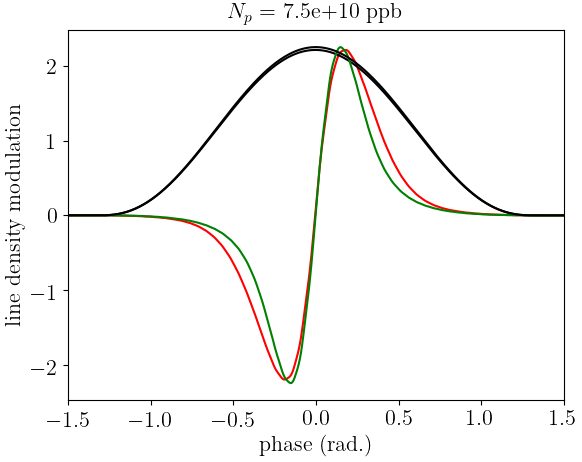 N_p = 7.5e+10 ppb
line density modulation
2
1
0
−1
−2
−1.5 −1.0 −0.5 0.0 0.5 1.0 1.5
phase (rad.)